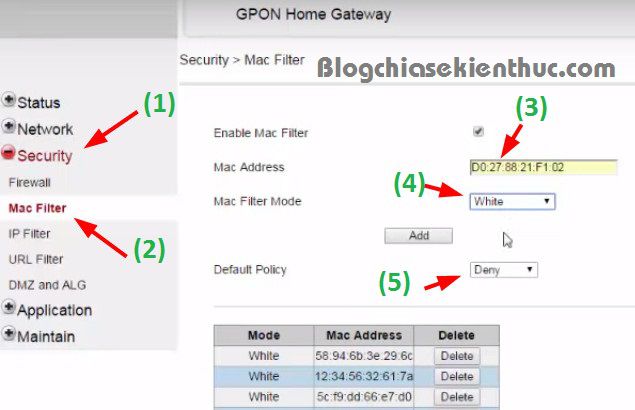 GPON Home Gateway
Security > Mac Filter
Blogchiasekienthuc.com
Status
(1)
Network
Security
Firewall
Mac Filter
(2)
IP Filter
URL Filter
DMZ and ALG
Application
Maintain
(3)
Enable Mac Filter
Mac Address D0:27:88:21:F1:02
(4)
Mac Filter Mode White
Add
Default Policy Deny
(5)
Mode Mac Address Delete
White 58:94:6b:3e:29:6c Delete
White 12:34:56:32:61:7a Delete
White 5c:f9:dd:66:e7:d0 Delete